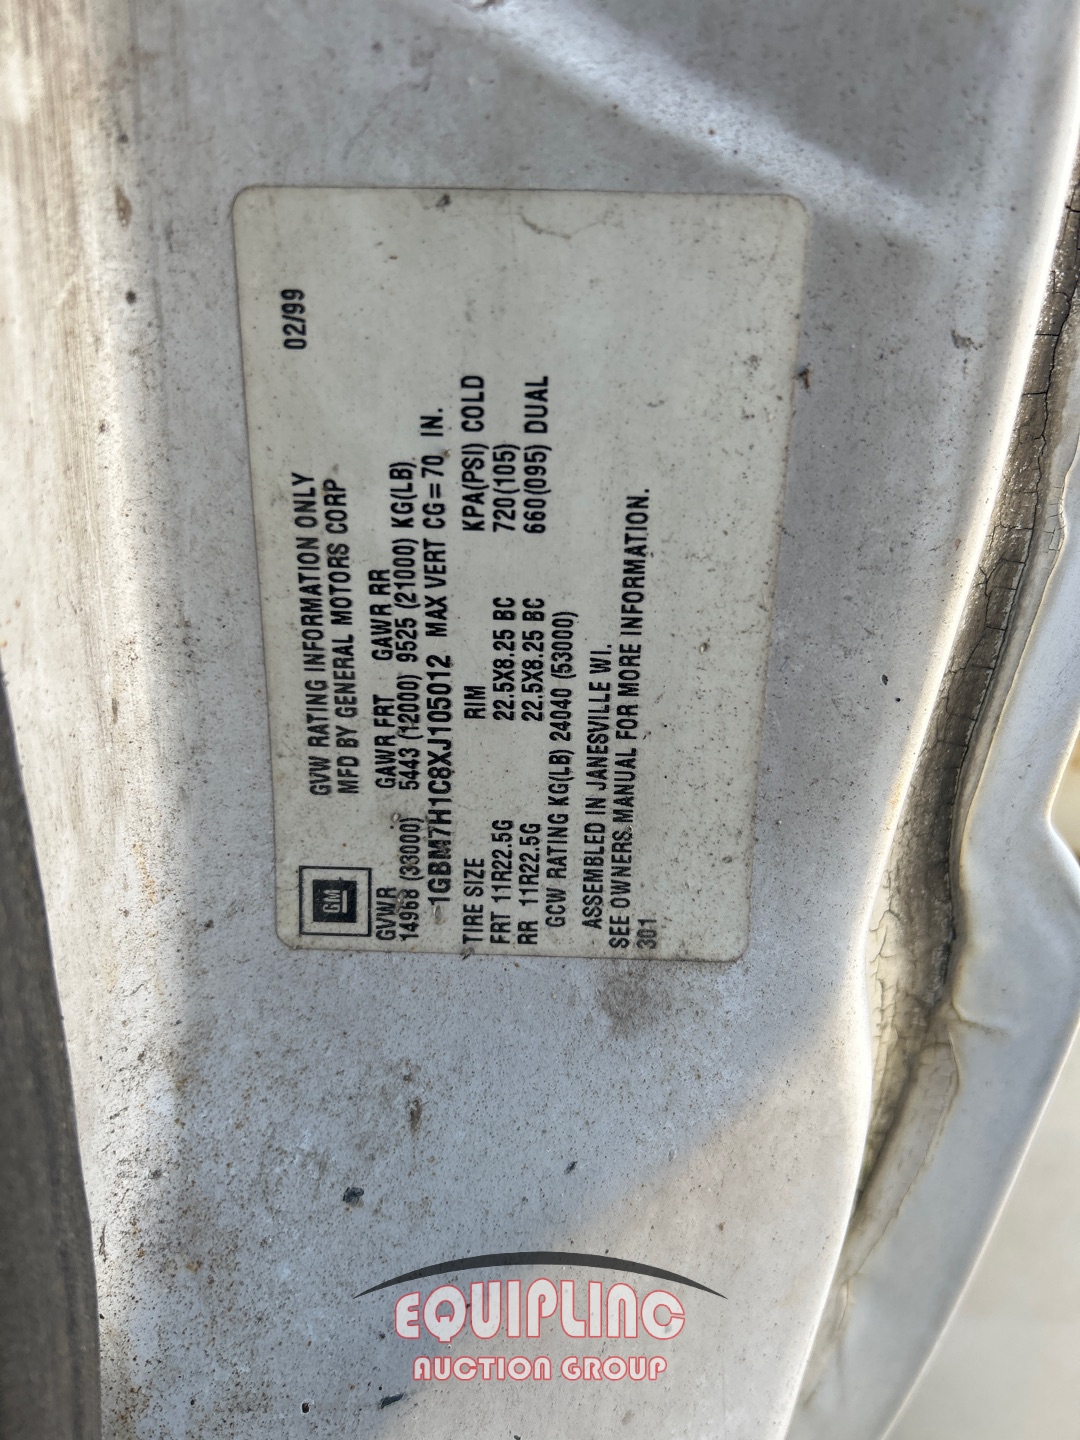 GVW RATING INFORMATION ONLY 02/99
MFD BY GENERAL MOTORS CORP
GM
GVWR GAWR FRT GAWR RR
14968 (33000) 5443 (12000) 9525 (21000) KG(LB)
1GBM7H1C8XJ105012 MAX VERT CG=70 IN.
TIRE SIZE RIM KPA(PSI) COLD
FRT 11R22.5G 22.5X8.25 BC 720(105)
RR 11R22.5G 22.5X8.25 BC 660(095) DUAL
GCW RATING KG(LB) 24040 (53000)
ASSEMBLED IN JANESVILLE WI.
SEE OWNERS MANUAL FOR MORE INFORMATION.
301
EQUIPLINC
AUCTION GROUP